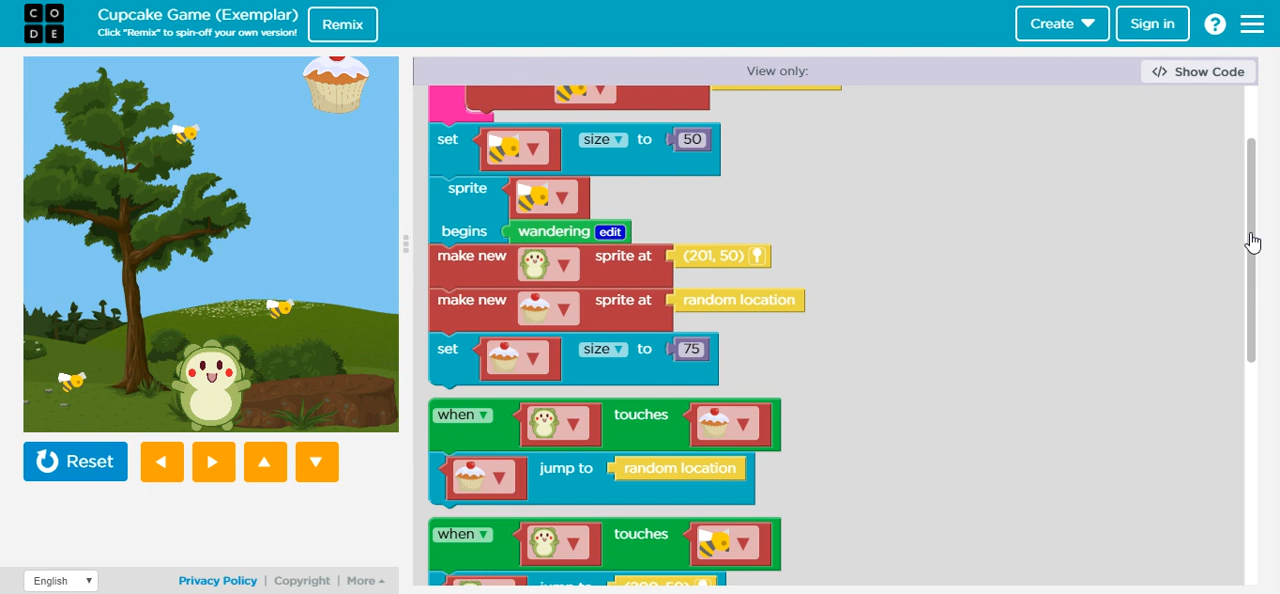 C O
D E
Cupcake Game (Exemplar)
Click "Remix" to spin-off your own version!
Remix
Create
Sign in
?
View only:
</> Show Code
set size to 50
sprite
begins wandering edit
make new sprite at (201, 50)
make new sprite at random location
set size to 75
when touches
jump to random location
when touches
jump to
Reset
English
Privacy Policy | Copyright | More